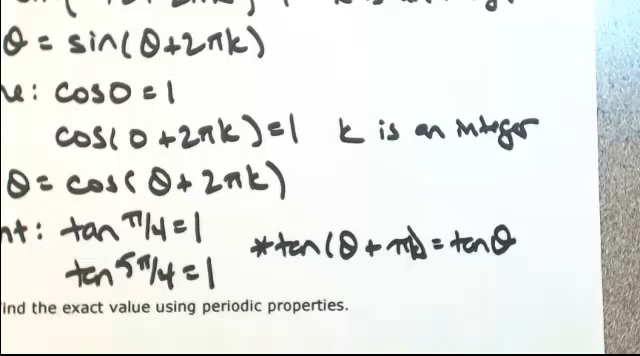 θ = sin(θ+2πk)
e: cos0 = 1
cos(0+2πk)=1 k is an integer
θ = cos(θ+2πk)
nt: tan π/4 = 1
tan 5π/4 = 1 *tan(θ+πk)=tanθ
ind the exact value using periodic properties.